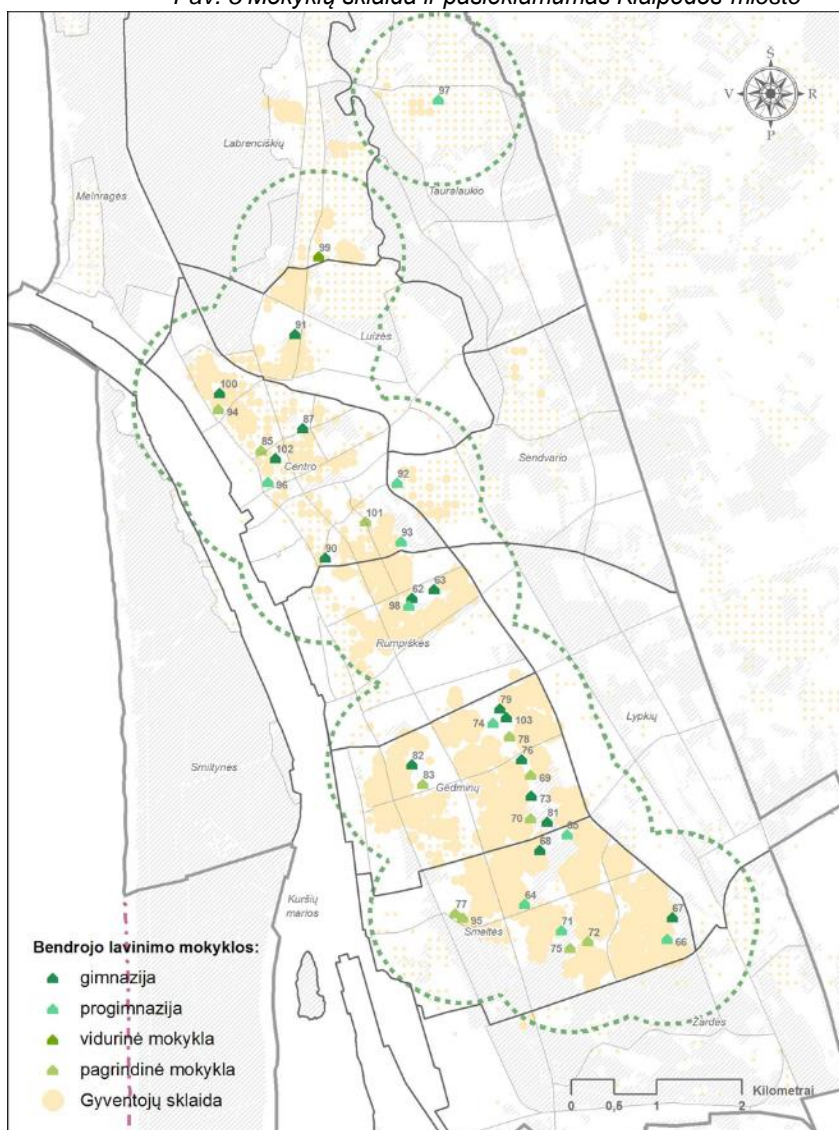 Pav. 8 Mokyklų sklaida ir pasiekiamumas Klaipėdos mieste
Š
V R
P
97
Labrenciškių
Melnragės
Tauralaukio
99
91
Luizės
100
94
87
85
102
Centro
96
Sendvario
92
101
93
90
62
63
98
Rumpiškės
79
74
103
78
Lypkių
76
82
Smiltynės
69
83
Gedminų
73
70
81
68
64
67
77
Kuršių
marios
95
71
72
66
Smeltės
75
Bendrojo lavinimo mokyklos:
gimnazija
progimnazija
vidurinė mokykla
pagrindinė mokykla
Gyventojų sklaida
Žardės
Kilometrai
0 0,5 1 2